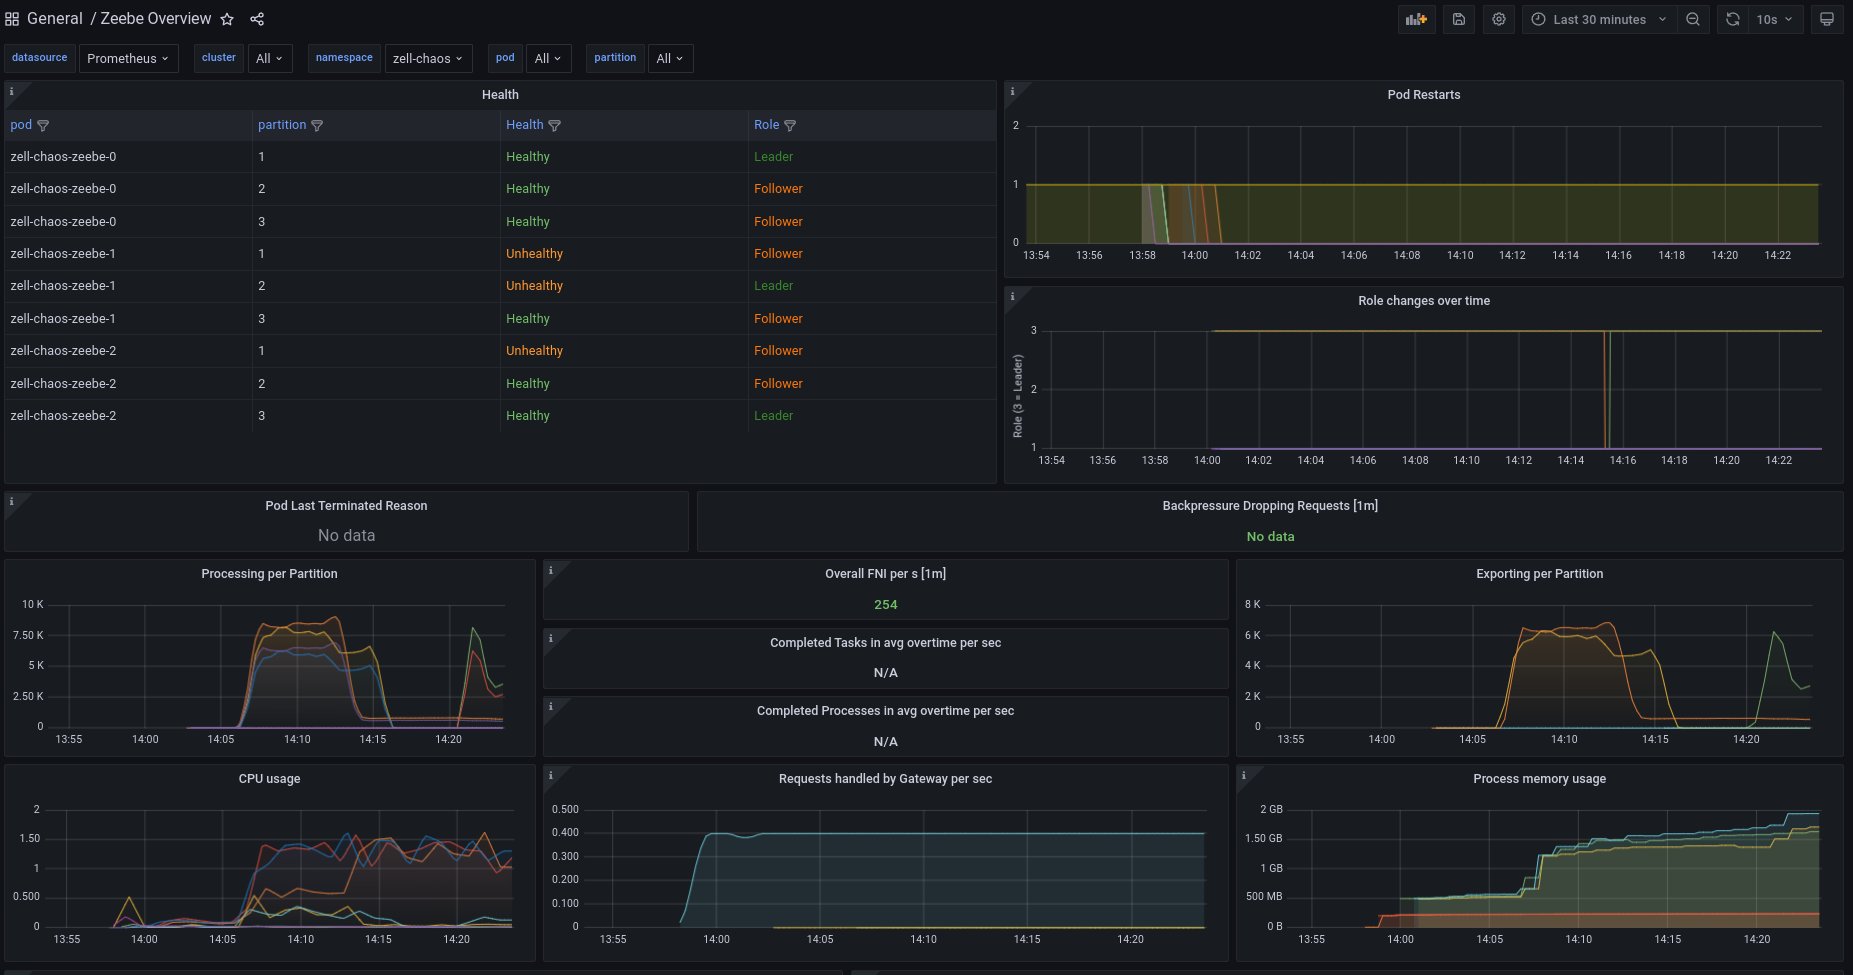 General / Zeebe Overview
Last 30 minutes 10s
datasource Prometheus cluster All namespace zell-chaos pod All partition All
Health
pod partition Health Role
zell-chaos-zeebe-0 1 Healthy Leader
zell-chaos-zeebe-0 2 Healthy Follower
zell-chaos-zeebe-0 3 Healthy Follower
zell-chaos-zeebe-1 1 Unhealthy Follower
zell-chaos-zeebe-1 2 Unhealthy Leader
zell-chaos-zeebe-1 3 Healthy Follower
zell-chaos-zeebe-2 1 Unhealthy Follower
zell-chaos-zeebe-2 2 Healthy Follower
zell-chaos-zeebe-2 3 Healthy Leader
Pod Restarts
2
1
0
13:54 13:56 13:58 14:00 14:02 14:04 14:06 14:08 14:10 14:12 14:14 14:16 14:18 14:20 14:22
Role changes over time
Role (3 = Leader)
3
2
1
13:54 13:56 13:58 14:00 14:02 14:04 14:06 14:08 14:10 14:12 14:14 14:16 14:18 14:20 14:22
Pod Last Terminated Reason
No data
Backpressure Dropping Requests [1m]
No data
Processing per Partition
10 K
7.50 K
5 K
2.50 K
0
13:55 14:00 14:05 14:10 14:15 14:20
Overall FNI per s [1m]
254
Completed Tasks in avg overtime per sec
N/A
Completed Processes in avg overtime per sec
N/A
Exporting per Partition
8 K
6 K
4 K
2 K
0
13:55 14:00 14:05 14:10 14:15 14:20
CPU usage
2
1.50
1
0.500
0
13:55 14:00 14:05 14:10 14:15 14:20
Requests handled by Gateway per sec
0.500
0.400
0.300
0.200
0.100
0
13:55 14:00 14:05 14:10 14:15 14:20
Process memory usage
2 GB
1.50 GB
1 GB
500 MB
0 B
13:55 14:00 14:05 14:10 14:15 14:20